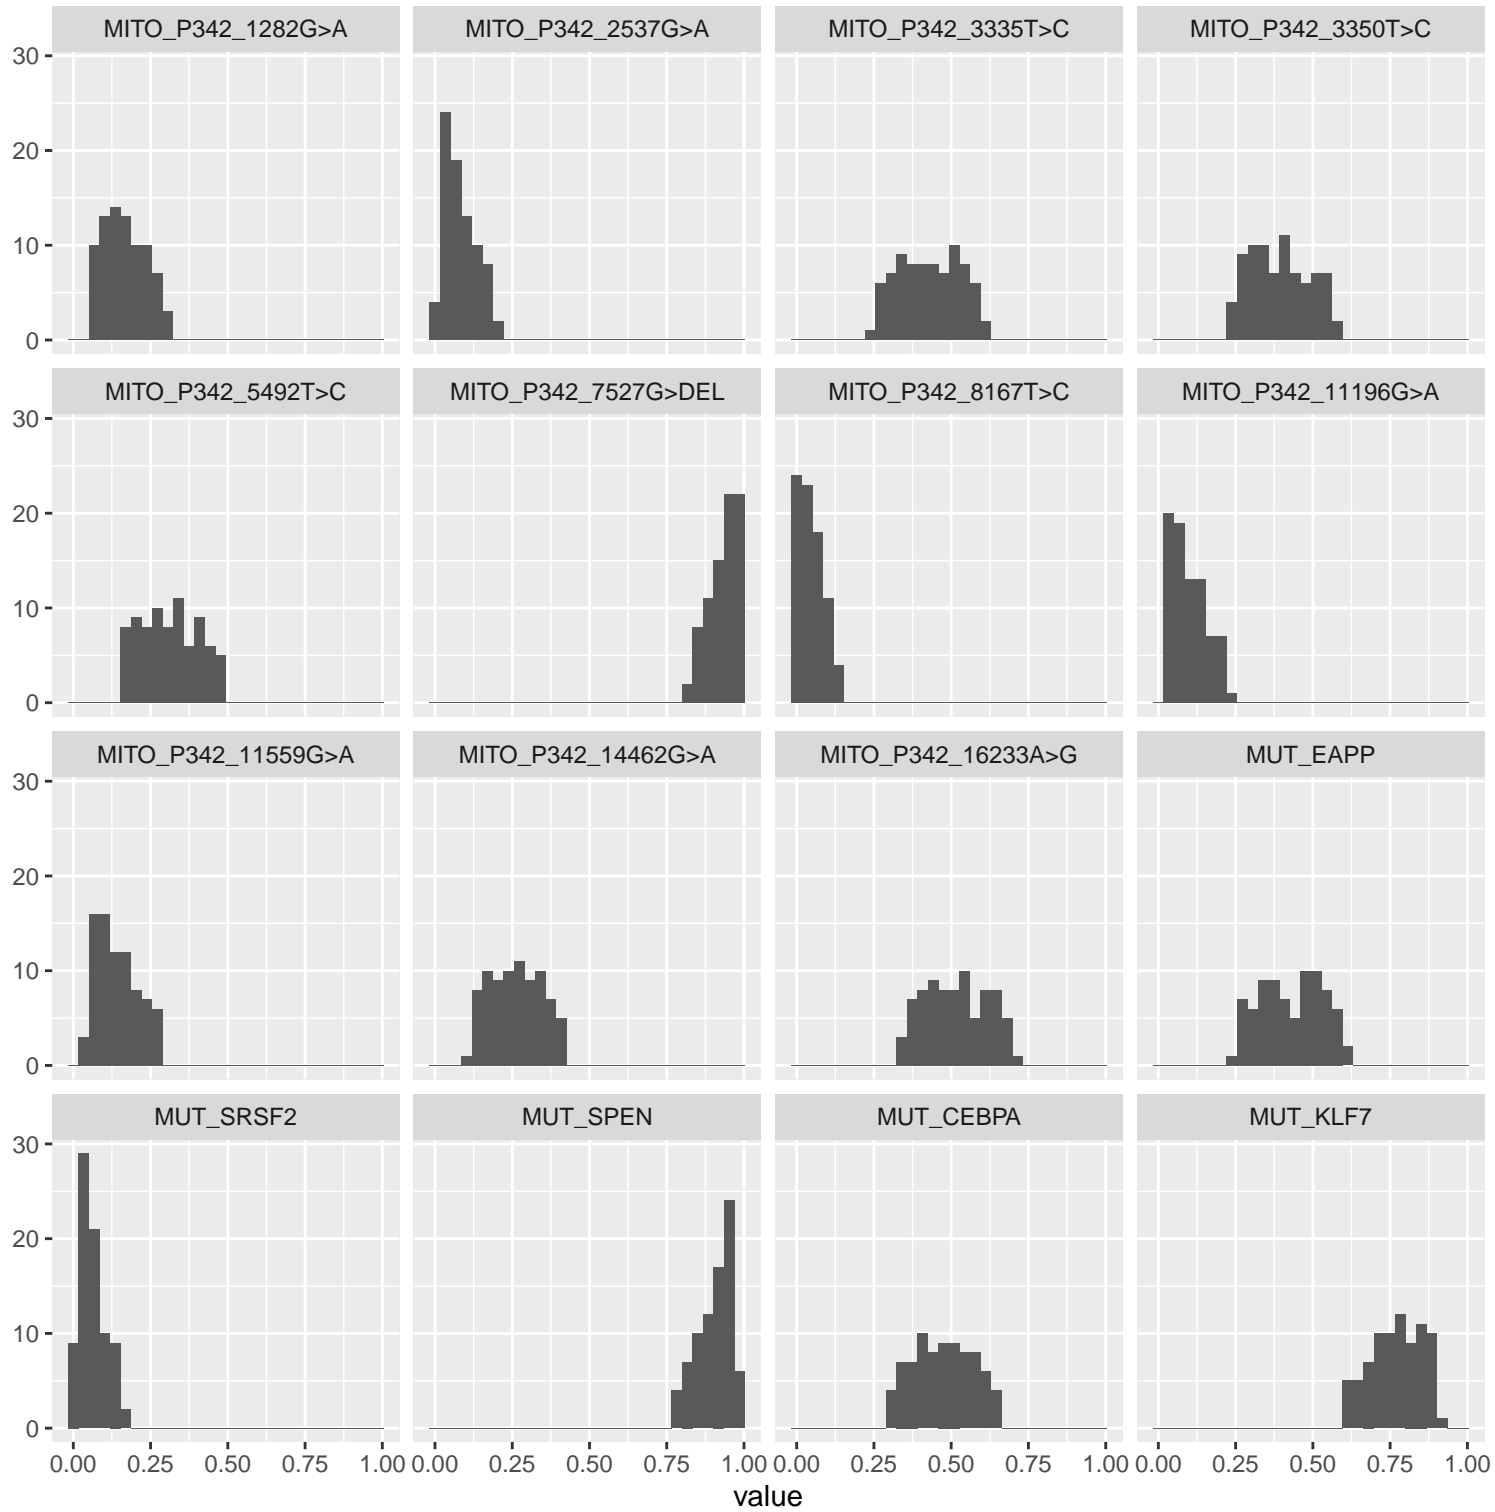 MITO_P342_1282G>A MITO_P342_2537G>A MITO_P342_3335T>C MITO_P342_3350T>C
30
20
10
0
MITO_P342_5492T>C MITO_P342_7527G>DEL MITO_P342_8167T>C MITO_P342_11196G>A
30
20
10
0
MITO_P342_11559G>A MITO_P342_14462G>A MITO_P342_16233A>G MUT_EAPP
30
20
10
0
MUT_SRSF2 MUT_SPEN MUT_CEBPA MUT_KLF7
30
20
10
0
0.00 0.25 0.50 0.75 1.00 0.00 0.25 0.50 0.75 1.00 0.00 0.25 0.50 0.75 1.00 0.00 0.25 0.50 0.75 1.00
value